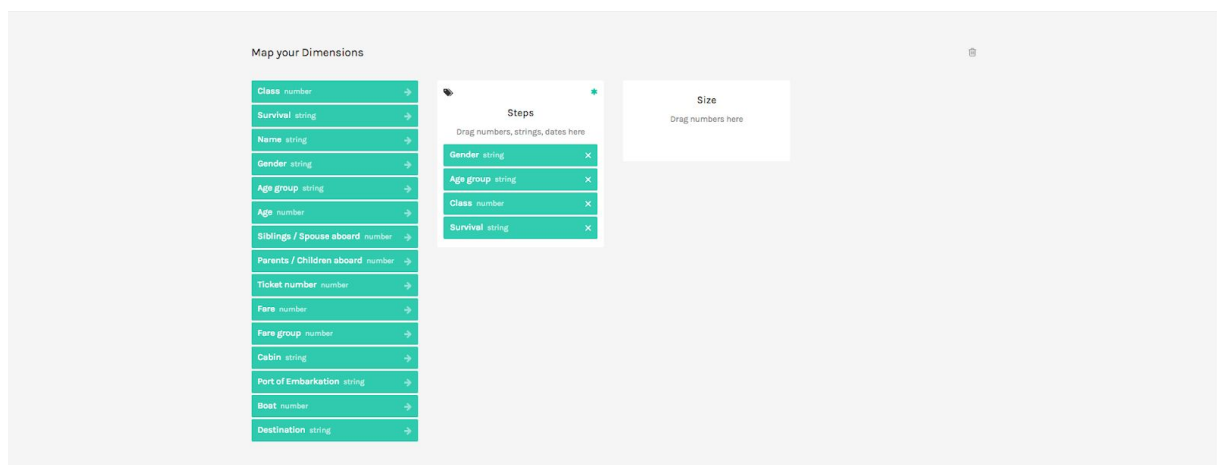 Map your Dimensions
Class number
Survival string
Name string
Gender string
Age group string
Age number
Siblings / Spouse aboard number
Parents / Children aboard number
Ticket number number
Fare number
Fare group number
Cabin string
Port of Embarkation string
Boat number
Destination string
Steps
Drag numbers, strings, dates here
Gender string
Age group string
Class number
Survival string
Size
Drag numbers here